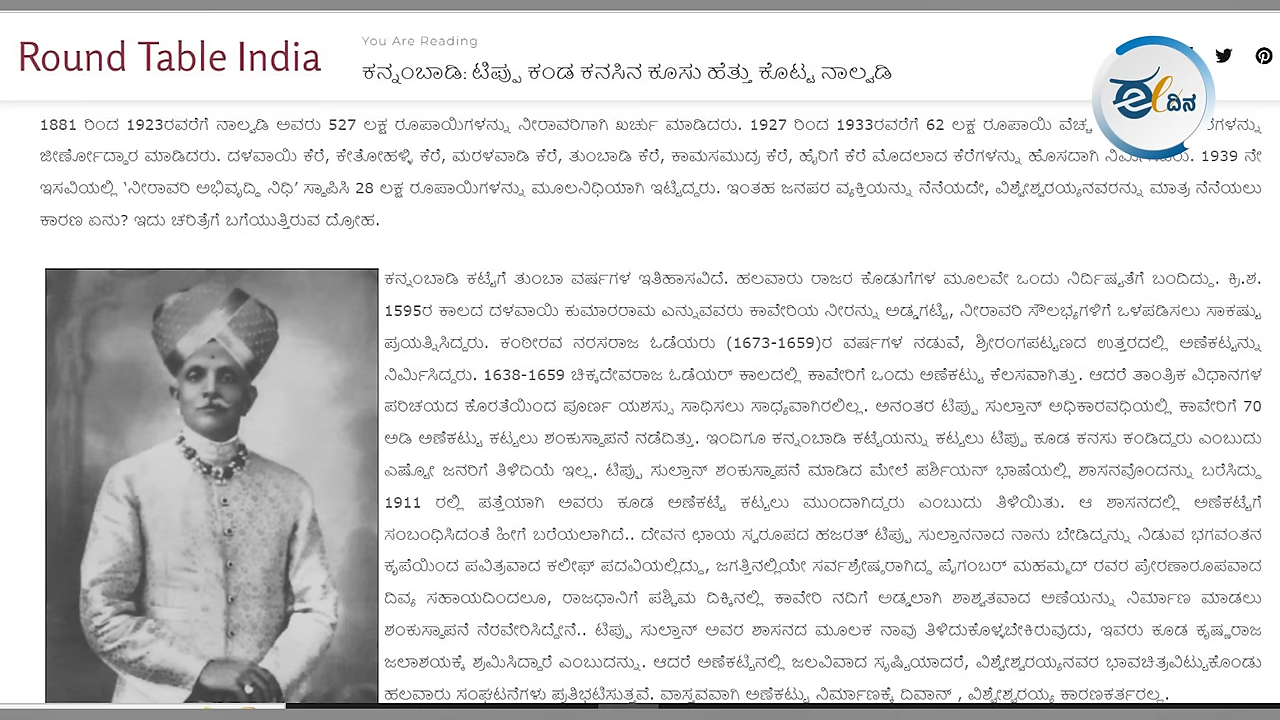 Round Table India
You Are Reading
ಕನ್ನಂಬಾಡಿ: ಟಿಪ್ಪು ಕಂಡ ಕನಸಿನ ಕೂಸು ಹೆತ್ತು ಕೊಟ್ಟ ನಾಲ್ವಡಿ
eಲ ದಿನ
1881 ರಿಂದ 1923ರವರೆಗೆ ನಾಲ್ವಡಿ ಅವರು 527 ಲಕ್ಷ ರೂಪಾಯಿಗಳನ್ನು ನೀರಾವರಿಗಾಗಿ ಖರ್ಚು ಮಾಡಿದರು. 1927 ರಿಂದ 1933ರವರೆಗೆ 62 ಲಕ್ಷ ರೂಪಾಯಿ ವೆಚ್ಚ
ಜೀರ್ಣೋದ್ಧಾರ ಮಾಡಿದರು. ದಳವಾಯಿ ಕೆರೆ, ಕೇತೋಹಳ್ಳಿ ಕೆರೆ, ಮರಳವಾಡಿ ಕೆರೆ, ತುಂಬಾಡಿ ಕೆರೆ, ಕಾಮಸಮುದ್ರ ಕೆರೆ, ಹೈರಿಗೆ ಕೆರೆ ಮೊದಲಾದ ಕೆರೆಗಳನ್ನು ಹೊಸದಾಗಿ 1939 ನೇ
ಇಸವಿಯಲ್ಲಿ 'ನೀರಾವರಿ ಅಭಿವೃದ್ಧಿ ನಿಧಿ' ಸ್ಥಾಪಿಸಿ 28 ಲಕ್ಷ ರೂಪಾಯಿಗಳನ್ನು ಮೂಲನಿಧಿಯಾಗಿ ಇಟ್ಟಿದ್ದರು. ಇಂತಹ ಜನಪರ ವ್ಯಕ್ತಿಯನ್ನು ನೆನೆಯದೇ, ವಿಶ್ವೇಶ್ವರಯ್ಯನವರನ್ನು ಮಾತ್ರ ನೆನೆಯಲು
ಕಾರಣ ಏನು? ಇದು ಚರಿತ್ರೆಗೆ ಬಗೆಯುತ್ತಿರುವ ದ್ರೋಹ.
ಕನ್ನಂಬಾಡಿ ಕಟ್ಟೆಗೆ ತುಂಬಾ ವರ್ಷಗಳ ಇತಿಹಾಸವಿದೆ. ಹಲವಾರು ರಾಜರ ಕೊಡುಗೆಗಳ ಮೂಲವೇ ಒಂದು ನಿರ್ದಿಷ್ಟತೆಗೆ ಬಂದಿದ್ದು. ಕ್ರಿ.ಶ.
1595ರ ಕಾಲದ ದಳವಾಯಿ ಕುಮಾರರಾಮ ಎನ್ನುವವರು ಕಾವೇರಿಯ ನೀರನ್ನು ಅಡ್ಡಗಟ್ಟಿ, ನೀರಾವರಿ ಸೌಲಭ್ಯಗಳಿಗೆ ಒಳಪಡಿಸಲು ಸಾಕಷ್ಟು
ಪ್ರಯತ್ನಿಸಿದ್ದರು. ಕಂಠೀರವ ನರಸರಾಜ ಓಡೆಯರು (1673-1659)ರ ವರ್ಷಗಳ ನಡುವೆ, ಶ್ರೀರಂಗಪಟ್ಟಣದ ಉತ್ತರದಲ್ಲಿ ಅಣೆಕಟ್ಟನ್ನು
ನಿರ್ಮಿಸಿದ್ದರು. 1638-1659 ಚಿಕ್ಕದೇವರಾಜ ಓಡೆಯರ್ ಕಾಲದಲ್ಲಿ ಕಾವೇರಿಗೆ ಒಂದು ಅಣೆಕಟ್ಟು ಕೆಲಸವಾಗಿತ್ತು. ಆದರೆ ತಾಂತ್ರಿಕ ವಿಧಾನಗಳ
ಪರಿಚಯದ ಕೊರತೆಯಿಂದ ಪೂರ್ಣ ಯಶಸ್ಸು ಸಾಧಿಸಲು ಸಾಧ್ಯವಾಗಿರಲಿಲ್ಲ. ಅನಂತರ ಟಿಪ್ಪು ಸುಲ್ತಾನ್ ಅಧಿಕಾರವಧಿಯಲ್ಲಿ ಕಾವೇರಿಗೆ 70
ಅಡಿ ಅಣೆಕಟ್ಟು ಕಟ್ಟಲು ಶಂಕುಸ್ಥಾಪನೆ ನಡೆದಿತ್ತು. ಇಂದಿಗೂ ಕನ್ನಂಬಾಡಿ ಕಟ್ಟೆಯನ್ನು ಕಟ್ಟಲು ಟಿಪ್ಪು ಕೂಡ ಕನಸು ಕಂಡಿದ್ದರು ಎಂಬುದು
ಎಷ್ಟೋ ಜನರಿಗೆ ತಿಳಿದಿಯೆ ಇಲ್ಲ. ಟಿಪ್ಪು ಸುಲ್ತಾನ್ ಶಂಕುಸ್ಥಾಪನೆ ಮಾಡಿದ ಮೇಲೆ ಪರ್ಶಿಯನ್ ಭಾಷೆಯಲ್ಲಿ ಶಾಸನವೊಂದನ್ನು ಬರೆಸಿದ್ದು
1911 ರಲ್ಲಿ ಪತ್ತೆಯಾಗಿ ಅವರು ಕೂಡ ಅಣೆಕಟ್ಟೆ ಕಟ್ಟಲು ಮುಂದಾಗಿದ್ದರು ಎಂಬುದು ತಿಳಿಯಿತು. ಆ ಶಾಸನದಲ್ಲಿ ಅಣೆಕಟ್ಟೆಗೆ
ಸಂಬಂಧಿಸಿದಂತೆ ಹೀಗೆ ಬರೆಯಲಾಗಿದೆ.. ದೇವನ ಛಾಯ ಸ್ವರೂಪದ ಹಜರತ್ ಟಿಪ್ಪು ಸುಲ್ತಾನನಾದ ನಾನು ಬೇಡಿದ್ದನ್ನು ನಿಡುವ ಭಗವಂತನ
ಕೃಪೆಯಿಂದ ಪವಿತ್ರವಾದ ಕಲೀಫ್ ಪದವಿಯಲ್ಲಿದ್ದು, ಜಗತ್ತಿನಲ್ಲಿಯೇ ಸರ್ವಶ್ರೇಷ್ಠರಾಗಿದ್ದ ಪೈಗಂಬರ್ ಮಹಮ್ಮದ್ ರವರ ಪ್ರೇರಣಾರೂಪವಾದ
ದಿವ್ಯ ಸಹಾಯದಿಂದಲೂ, ರಾಜಧಾನಿಗೆ ಪಶ್ಚಿಮ ದಿಕ್ಕಿನಲ್ಲಿ ಕಾವೇರಿ ನದಿಗೆ ಅಡ್ಡಲಾಗಿ ಶಾಶ್ವತವಾದ ಅಣೆಯನ್ನು ನಿರ್ಮಾಣ ಮಾಡಲು
ಶಂಕುಸ್ಥಾಪನೆ ನೆರವೇರಿಸಿದ್ದೇನೆ.. ಟಿಪ್ಪು ಸುಲ್ತಾನ್ ಅವರ ಶಾಸನದ ಮೂಲಕ ನಾವು ತಿಳಿದುಕೊಳ್ಳಬೇಕಿರುವುದು, ಇವರು ಕೂಡ ಕೃಷ್ಣರಾಜ
ಜಲಾಶಯಕ್ಕೆ ಶ್ರಮಿಸಿದ್ದಾರೆ ಎಂಬುದನ್ನು. ಆದರೆ ಅಣೆಕಟ್ಟಿನಲ್ಲಿ ಜಲವಿವಾದ ಸೃಷ್ಟಿಯಾದರೆ, ವಿಶ್ವೇಶ್ವರಯ್ಯನವರ ಭಾವಚಿತ್ರವಿಟ್ಟುಕೊಂಡು
ಹಲವಾರು ಸಂಘಟನೆಗಳು ಪ್ರತಿಭಟಿಸುತ್ತವೆ. ವಾಸ್ತವವಾಗಿ ಅಣೆಕಟ್ಟು ನಿರ್ಮಾಣಕ್ಕೆ ದಿವಾನ್ , ವಿಶ್ವೇಶ್ವರಯ್ಯ ಕಾರಣಕರ್ತರಲ್ಲ.